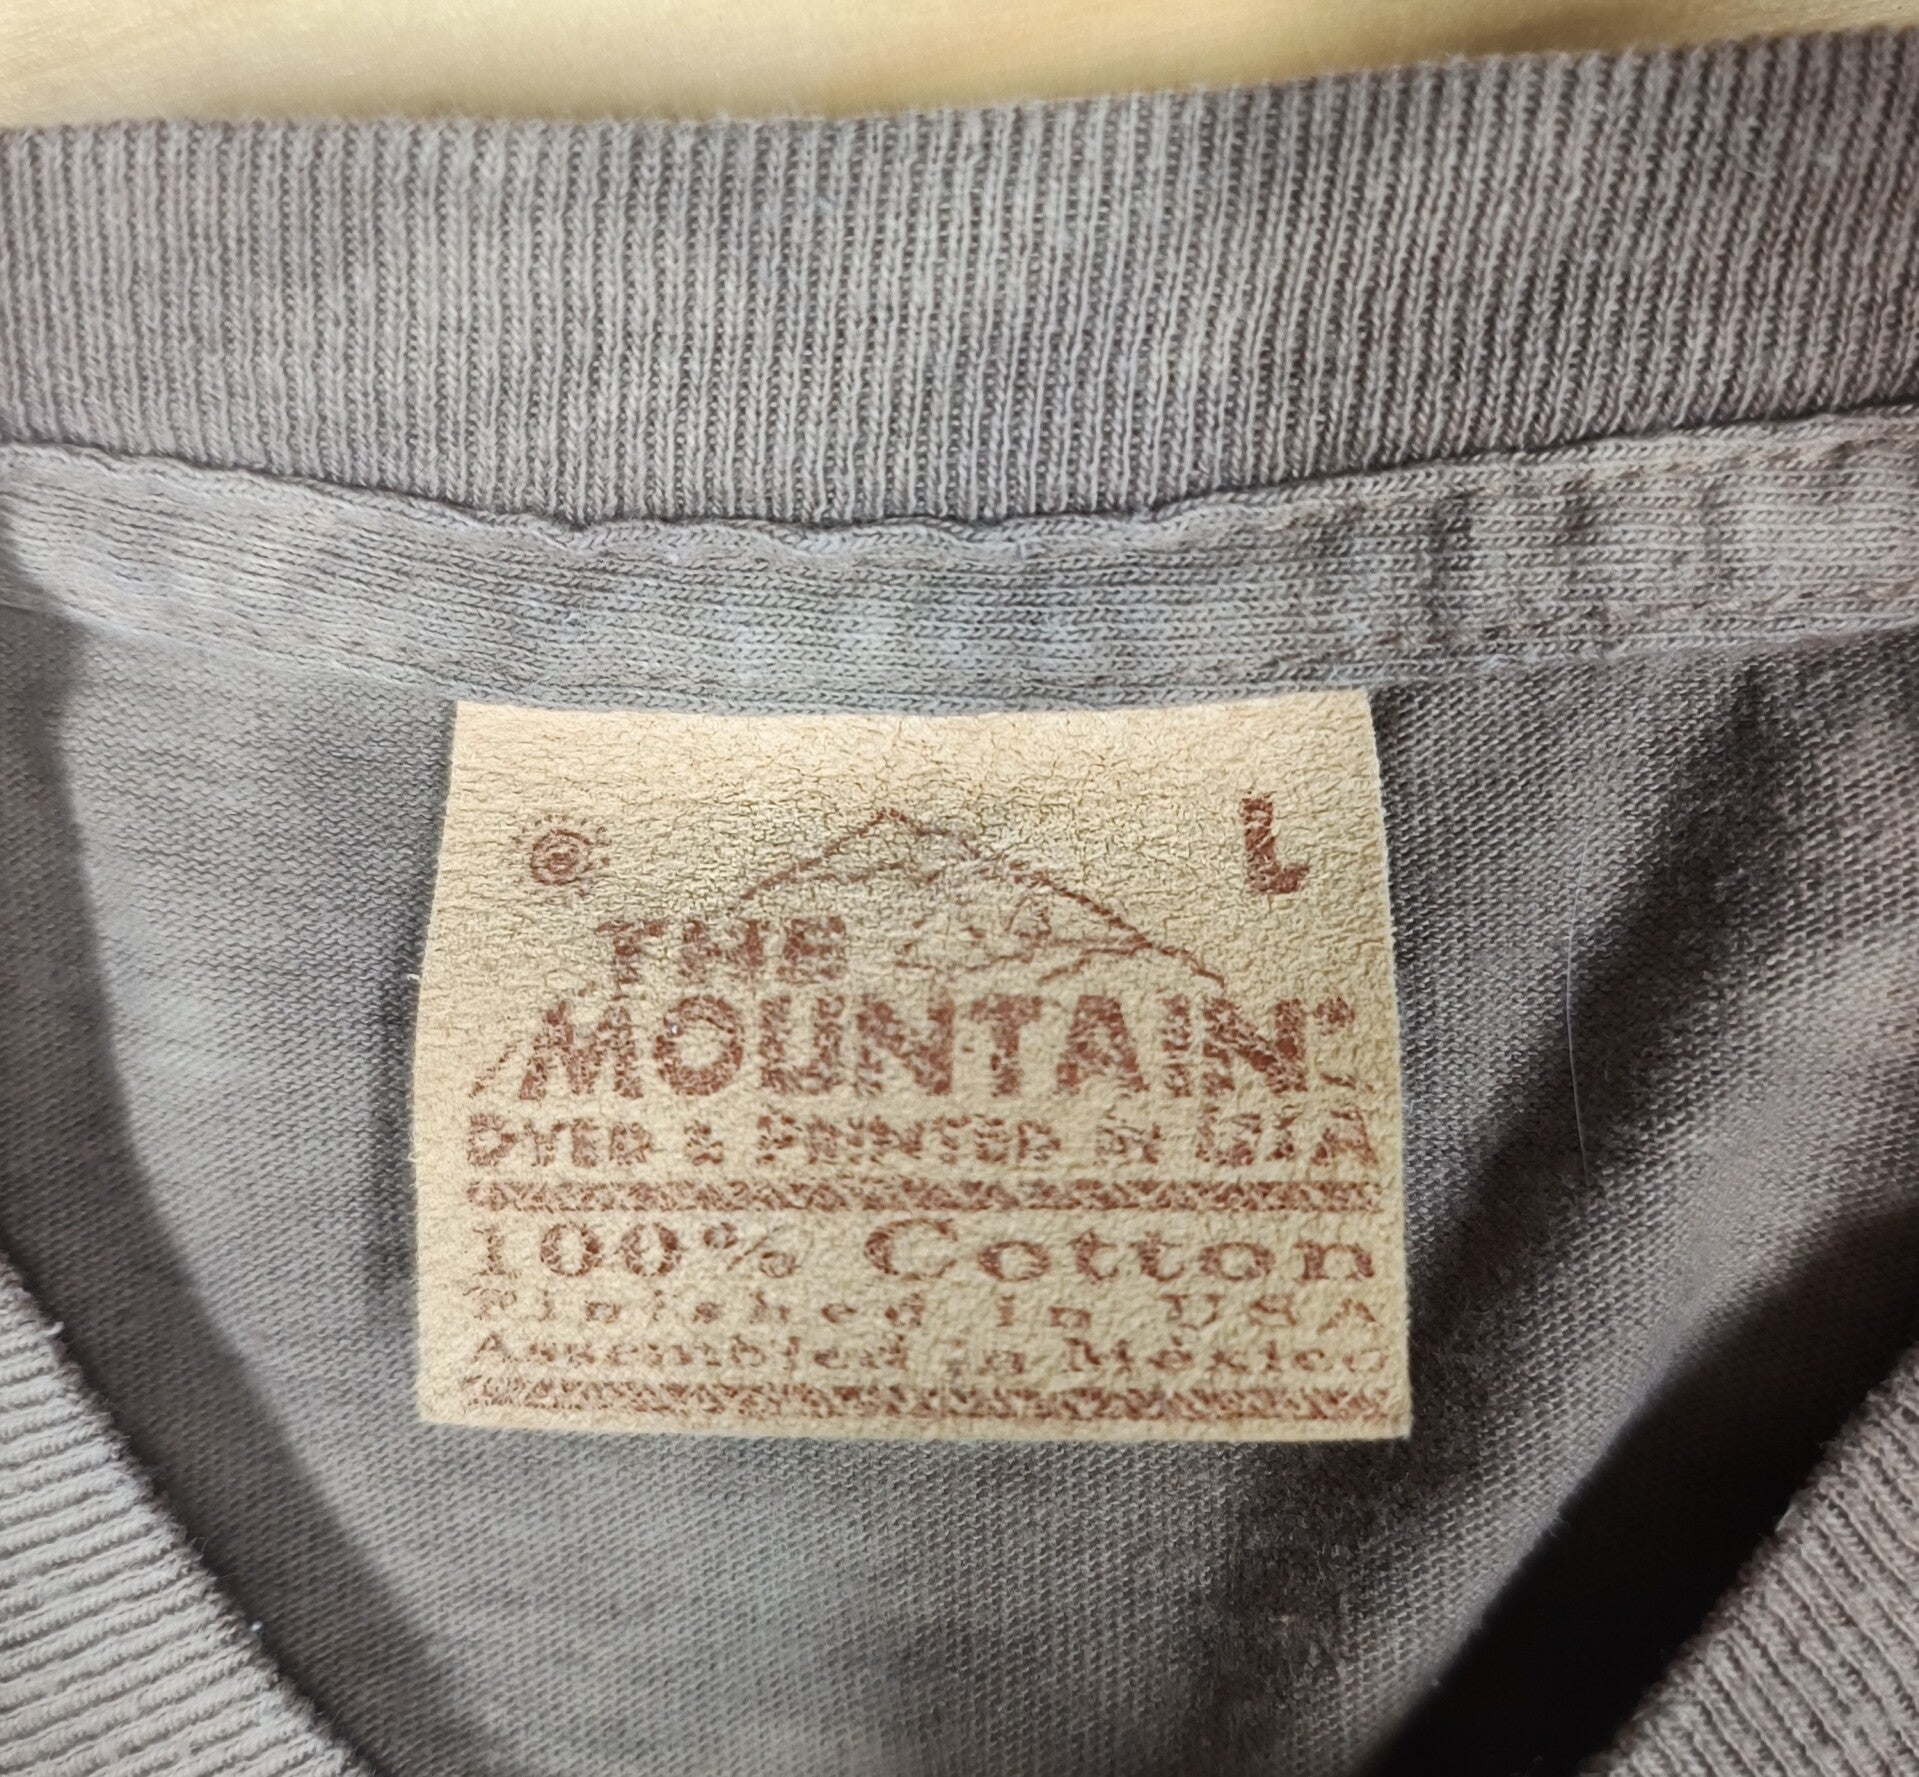 L
THE
MOUNTAIN®
DYED & PRINTED IN USA
100% Cotton
Finished in USA
Assembled in México